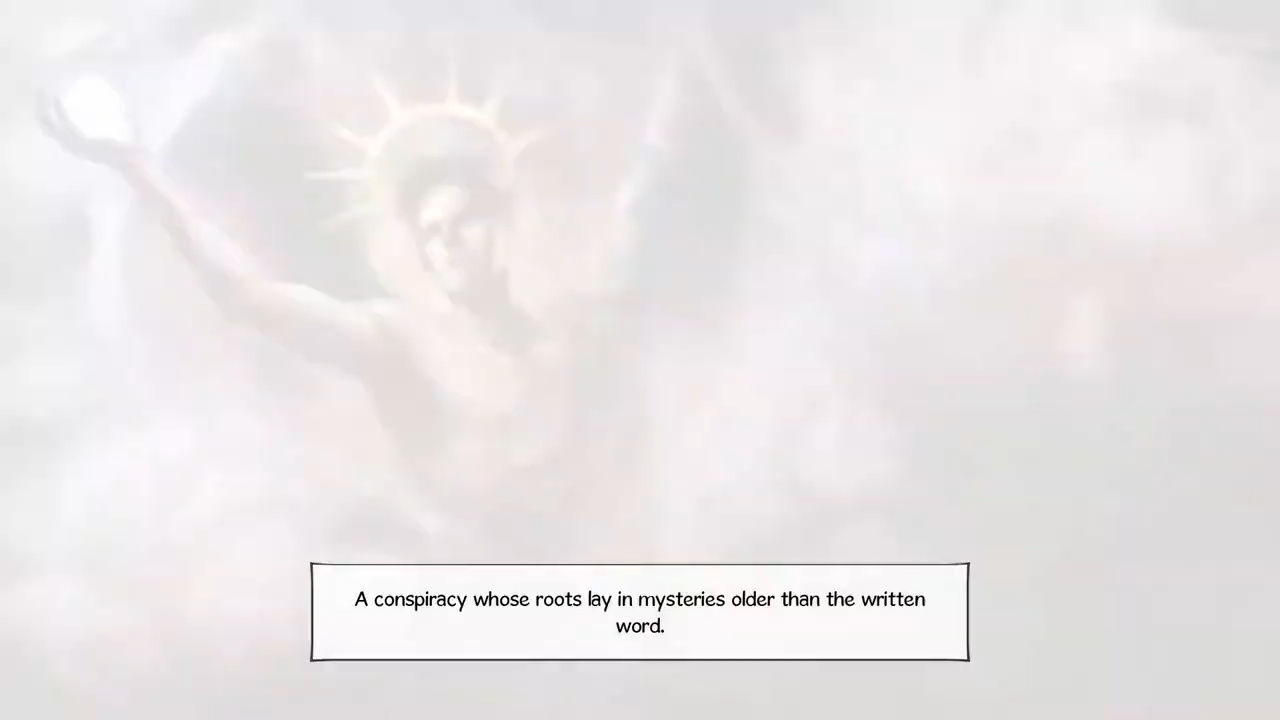 A conspiracy whose roots lay in mysteries older than the written
word.